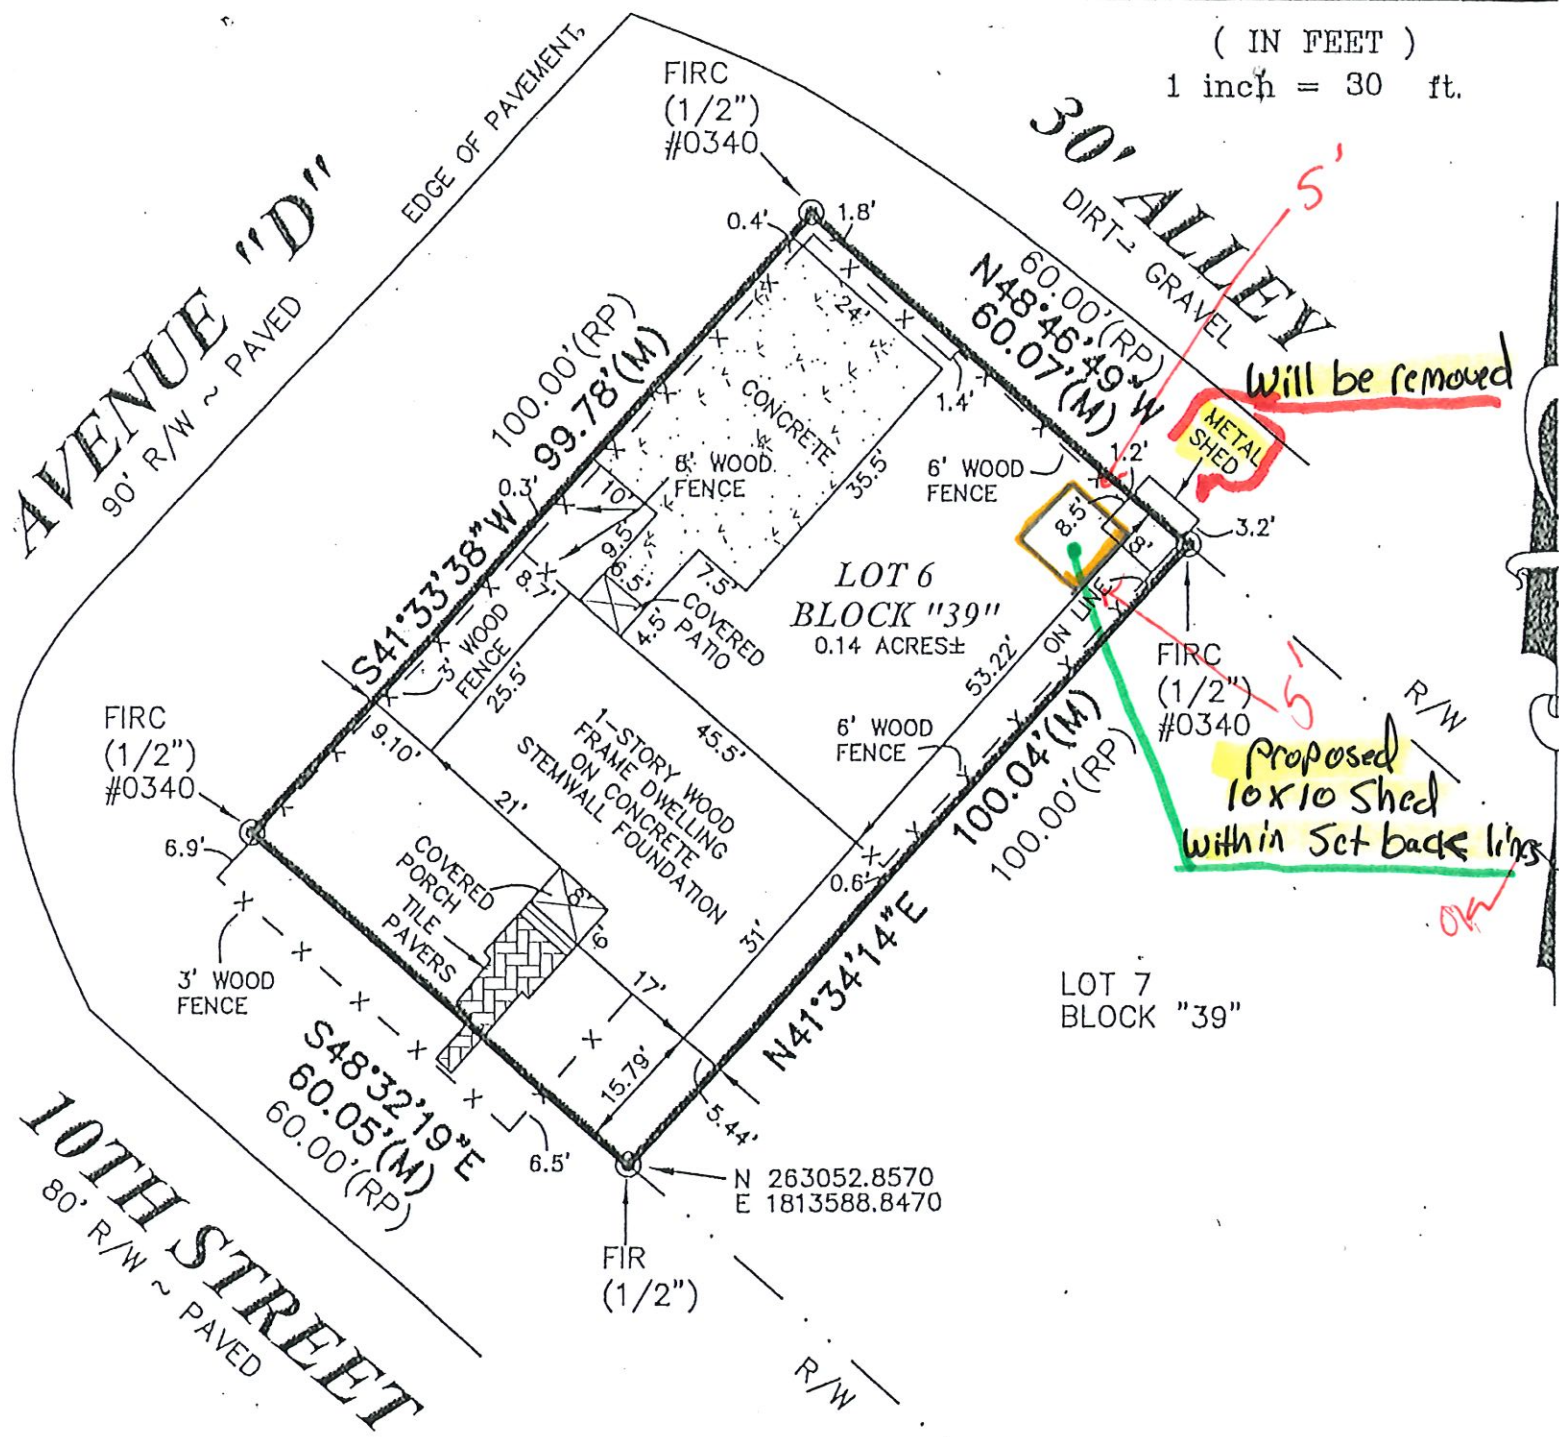 ( IN FEET )
1 inch = 30 ft.
FIRC
(1/2")
#0340
EDGE OF PAVEMENT
AVENUE "D"
90' R/W ~ PAVED
30' ALLEY
DIRT- GRAVEL
5'
0.4'
1.8'
60.00'(RP)
N48°46'49"W
60.07'(M)
100.00'(RP)
99.78'(M)
S41°33'38"W
24'
CONCRETE
35.5'
1.4'
Will be removed
METAL
SHED
1.2'
6' WOOD
FENCE
8.5'
8'
3.2'
0.3'
10'
6' WOOD
FENCE
9.5'
8.7'
6.5'
7.5'
4.5'
COVERED
PATIO
LOT 6
BLOCK "39"
0.14 ACRES±
ON LINE
53.22'
FIRC
(1/2")
#0340
5'
R/W
3' WOOD
FENCE
25.5'
FIRC
(1/2")
#0340
9.10'
45.5'
6' WOOD
FENCE
1-STORY WOOD
FRAME DWELLING
ON CONCRETE
STEMWALL FOUNDATION
21'
100.04'(M)
100.00'(RP)
N41°34'14"E
Proposed
10x10 Shed
within Set back lines
6.9'
COVERED
PORCH
TILE
PAVERS
6'
6'
0.6'
31'
17'
3' WOOD
FENCE
LOT 7
BLOCK "39"
S48°32'19"E
60.05'(M)
60.00'(RP)
15.79'
5.44'
6.5'
10TH STREET
80' R/W ~ PAVED
N 263052.8570
E 1813588.8470
FIR
(1/2")
R/W